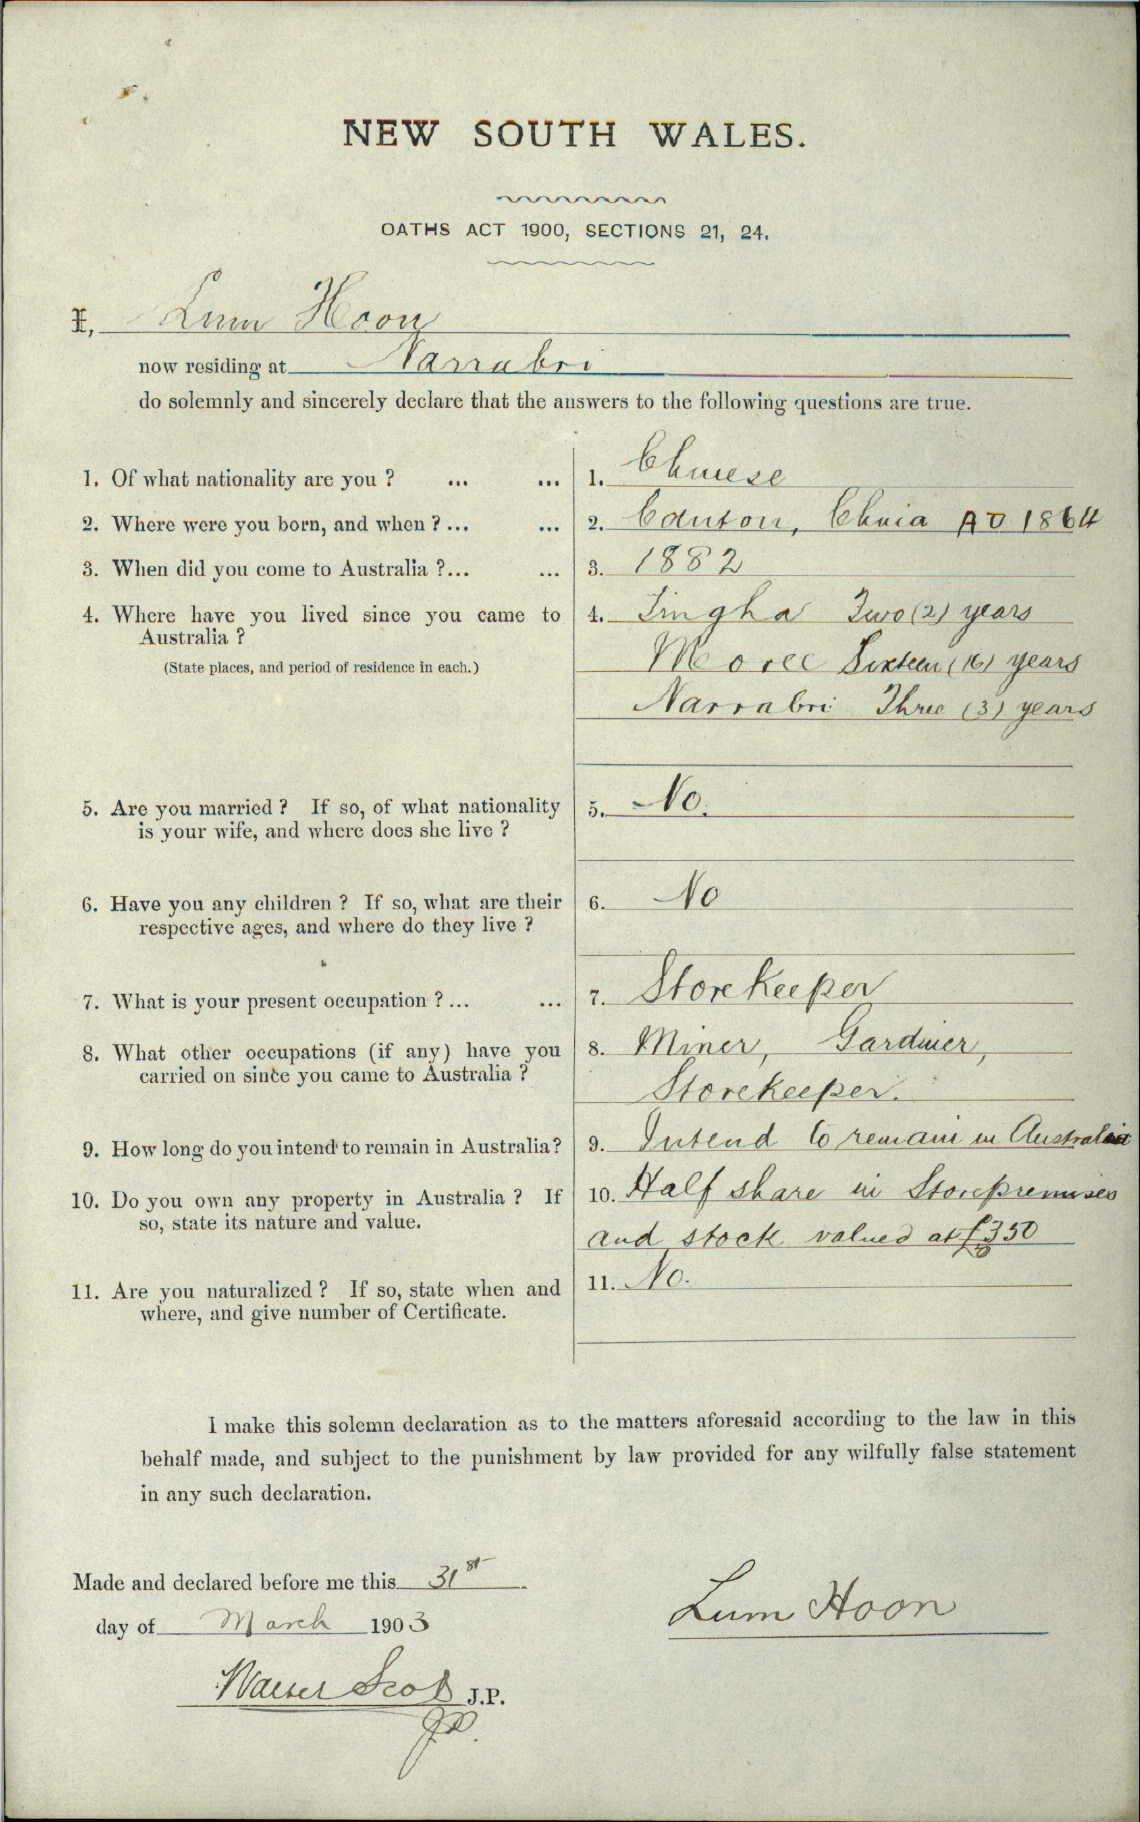 NEW SOUTH WALES.
OATHS ACT 1900, SECTIONS 21, 24.
I, Lum Hoon
now residing at Narrabri
do solemnly and sincerely declare that the answers to the following questions are true.
1. Of what nationality are you ? ... ... 1. Chinese
2. Where were you born, and when ? ... ... 2. Canton, China AD 1864
3. When did you come to Australia ?... ... 3. 1882
4. Where have you lived since you came to 4. Tingha Two (2) years
Australia ?
(State places, and period of residence in each.) Moree Sixteen (16) years
Narrabri Three (3) years
5. Are you married ? If so, of what nationality 5. No.
is your wife, and where does she live ?
6. Have you any children ? If so, what are their 6. No
respective ages, and where do they live ?
7. What is your present occupation ? ... ... 7. Storekeeper
8. What other occupations (if any) have you 8. Miner, Gardiner,
carried on since you came to Australia ? Storekeeper.
9. How long do you intend to remain in Australia? 9. Intend to remain in Australia
10. Do you own any property in Australia ? If 10. Half share in Storepremises
so, state its nature and value. and stock valued at £350
11. Are you naturalized ? If so, state when and 11. No.
where, and give number of Certificate.
I make this solemn declaration as to the matters aforesaid according to the law in this
behalf made, and subject to the punishment by law provided for any wilfully false statement
in any such declaration.
Made and declared before me this 31st
day of March 1903
Lum Hoon
Walter Scott J.P.
JP.